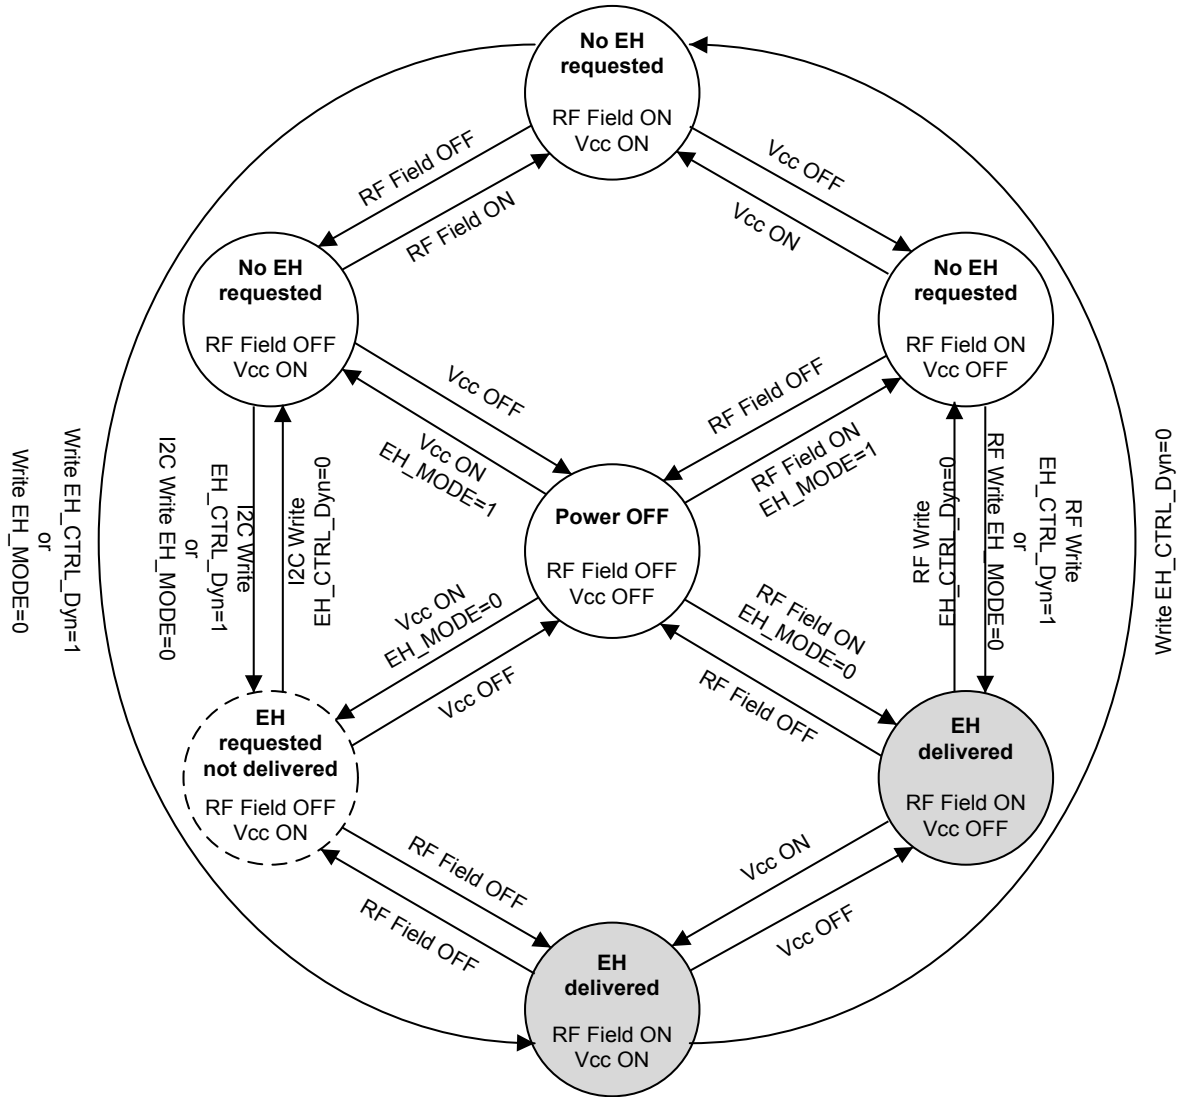 No EH
requested
RF Field ON
Vcc ON
RF Field OFF
RF Field ON
Vcc OFF
Vcc ON
No EH
requested
RF Field OFF
Vcc ON
No EH
requested
RF Field ON
Vcc OFF
Vcc OFF
Vcc ON
EH_MODE=1
RF Field OFF
RF Field ON
EH_MODE=1
Write EH_CTRL_Dyn=1
or
Write EH_MODE=0
I2C Write
EH_CTRL_Dyn=1
or
I2C Write EH_MODE=0
I2C Write
EH_CTRL_Dyn=0
Power OFF
RF Field OFF
Vcc OFF
RF Write
EH_CTRL_Dyn=0
RF Write
EH_CTRL_Dyn=1
or
RF Write EH_MODE=0
Write EH_CTRL_Dyn=0
Vcc ON
EH_MODE=0
Vcc OFF
RF Field ON
EH_MODE=0
RF Field OFF
EH
requested
not delivered
RF Field OFF
Vcc ON
EH
delivered
RF Field ON
Vcc OFF
RF Field OFF
RF Field OFF
Vcc ON
Vcc OFF
EH
delivered
RF Field ON
Vcc ON